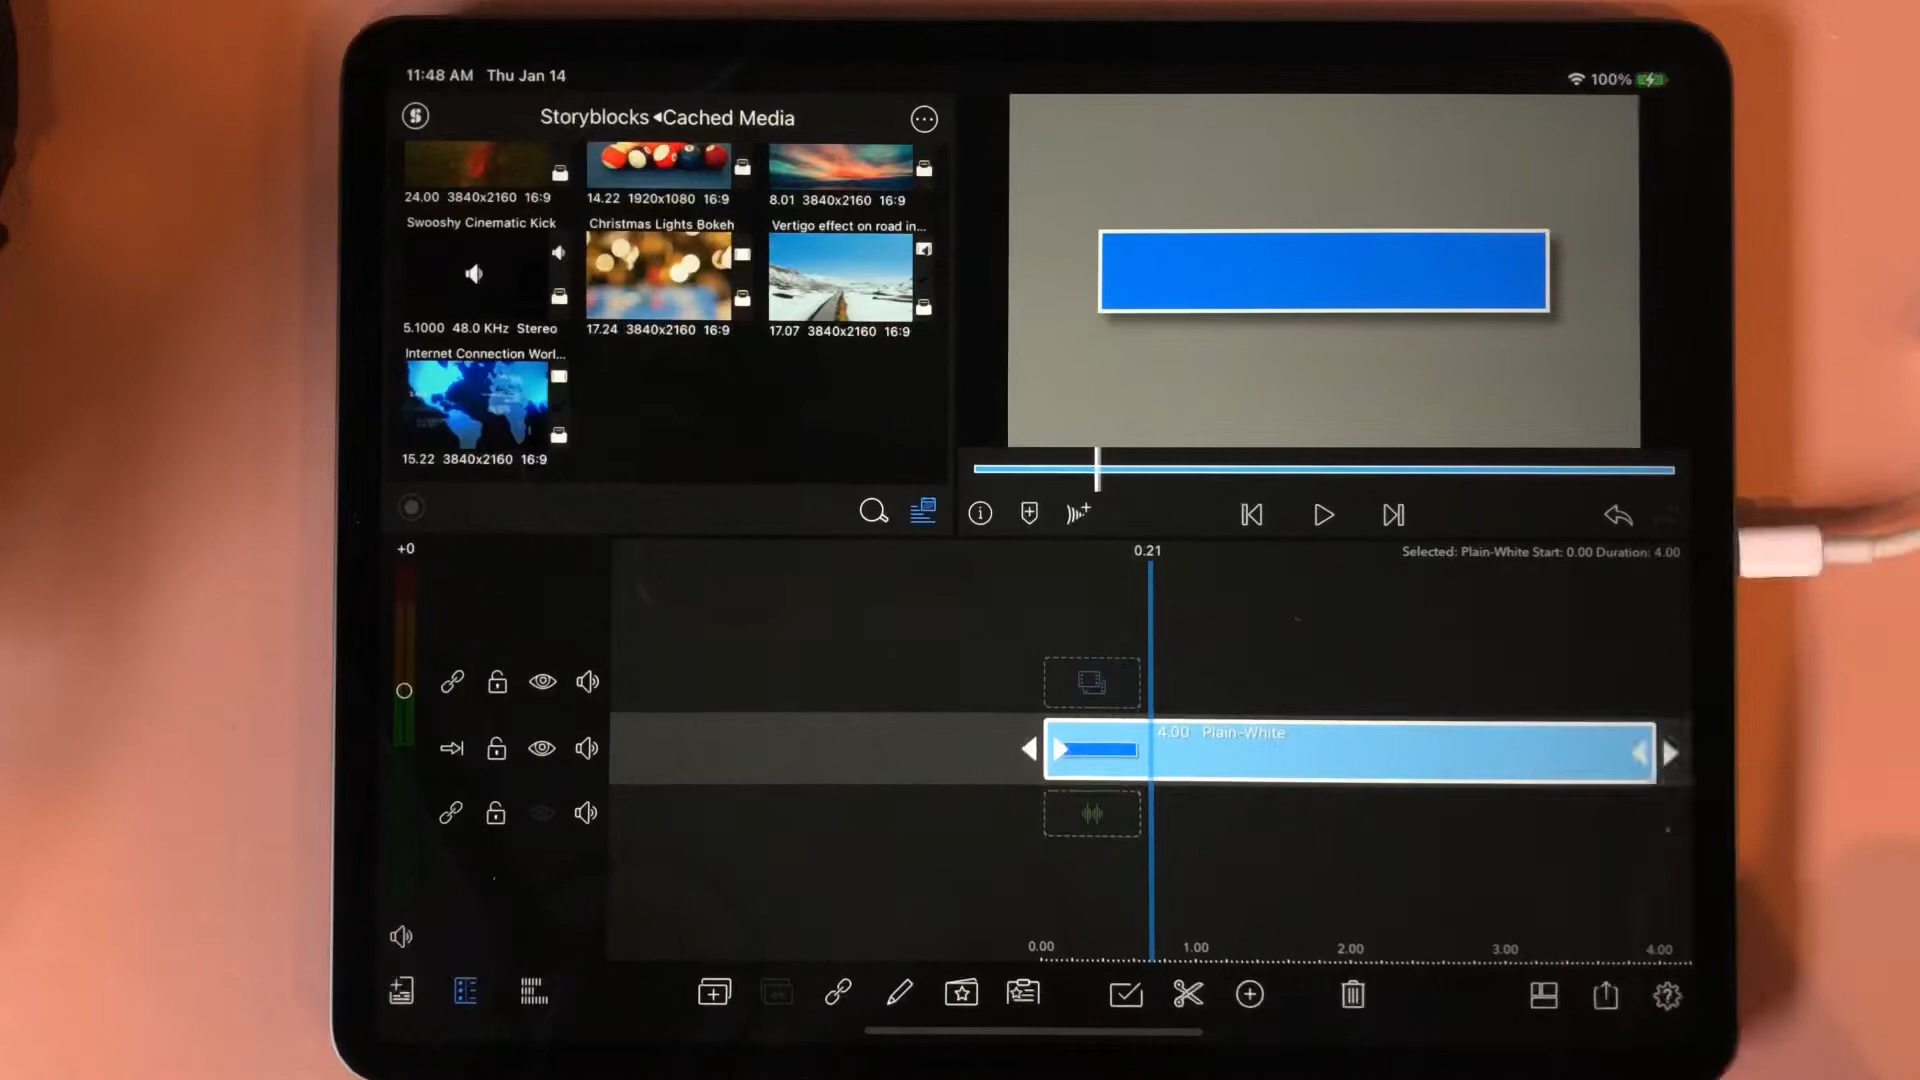 11:48 AM Thu Jan 14
100%
Storyblocks ◂Cached Media
24.00 3840x2160 16:9
14.22 1920x1080 16:9
8.01 3840x2160 16:9
Swooshy Cinematic Kick
Christmas Lights Bokeh
Vertigo effect on road in...
5.1000 48.0 KHz Stereo
17.24 3840x2160 16:9
17.07 3840x2160 16:9
Internet Connection Worl...
15.22 3840x2160 16:9
+0
0.21
Selected: Plain-White Start: 0.00 Duration: 4.00
4.00 Plain-White
0.00
1.00
2.00
3.00
4.00